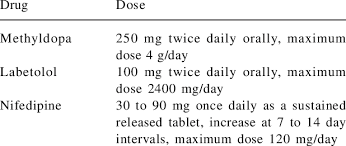 Drug Dose
Methyldopa 250 mg twice daily orally, maximum
dose 4 g/day
Labetolol 100 mg twice daily orally, maximum
dose 2400 mg/day
Nifedipine 30 to 90 mg once daily as a sustained
released tablet, increase at 7 to 14 day
intervals, maximum dose 120 mg/day